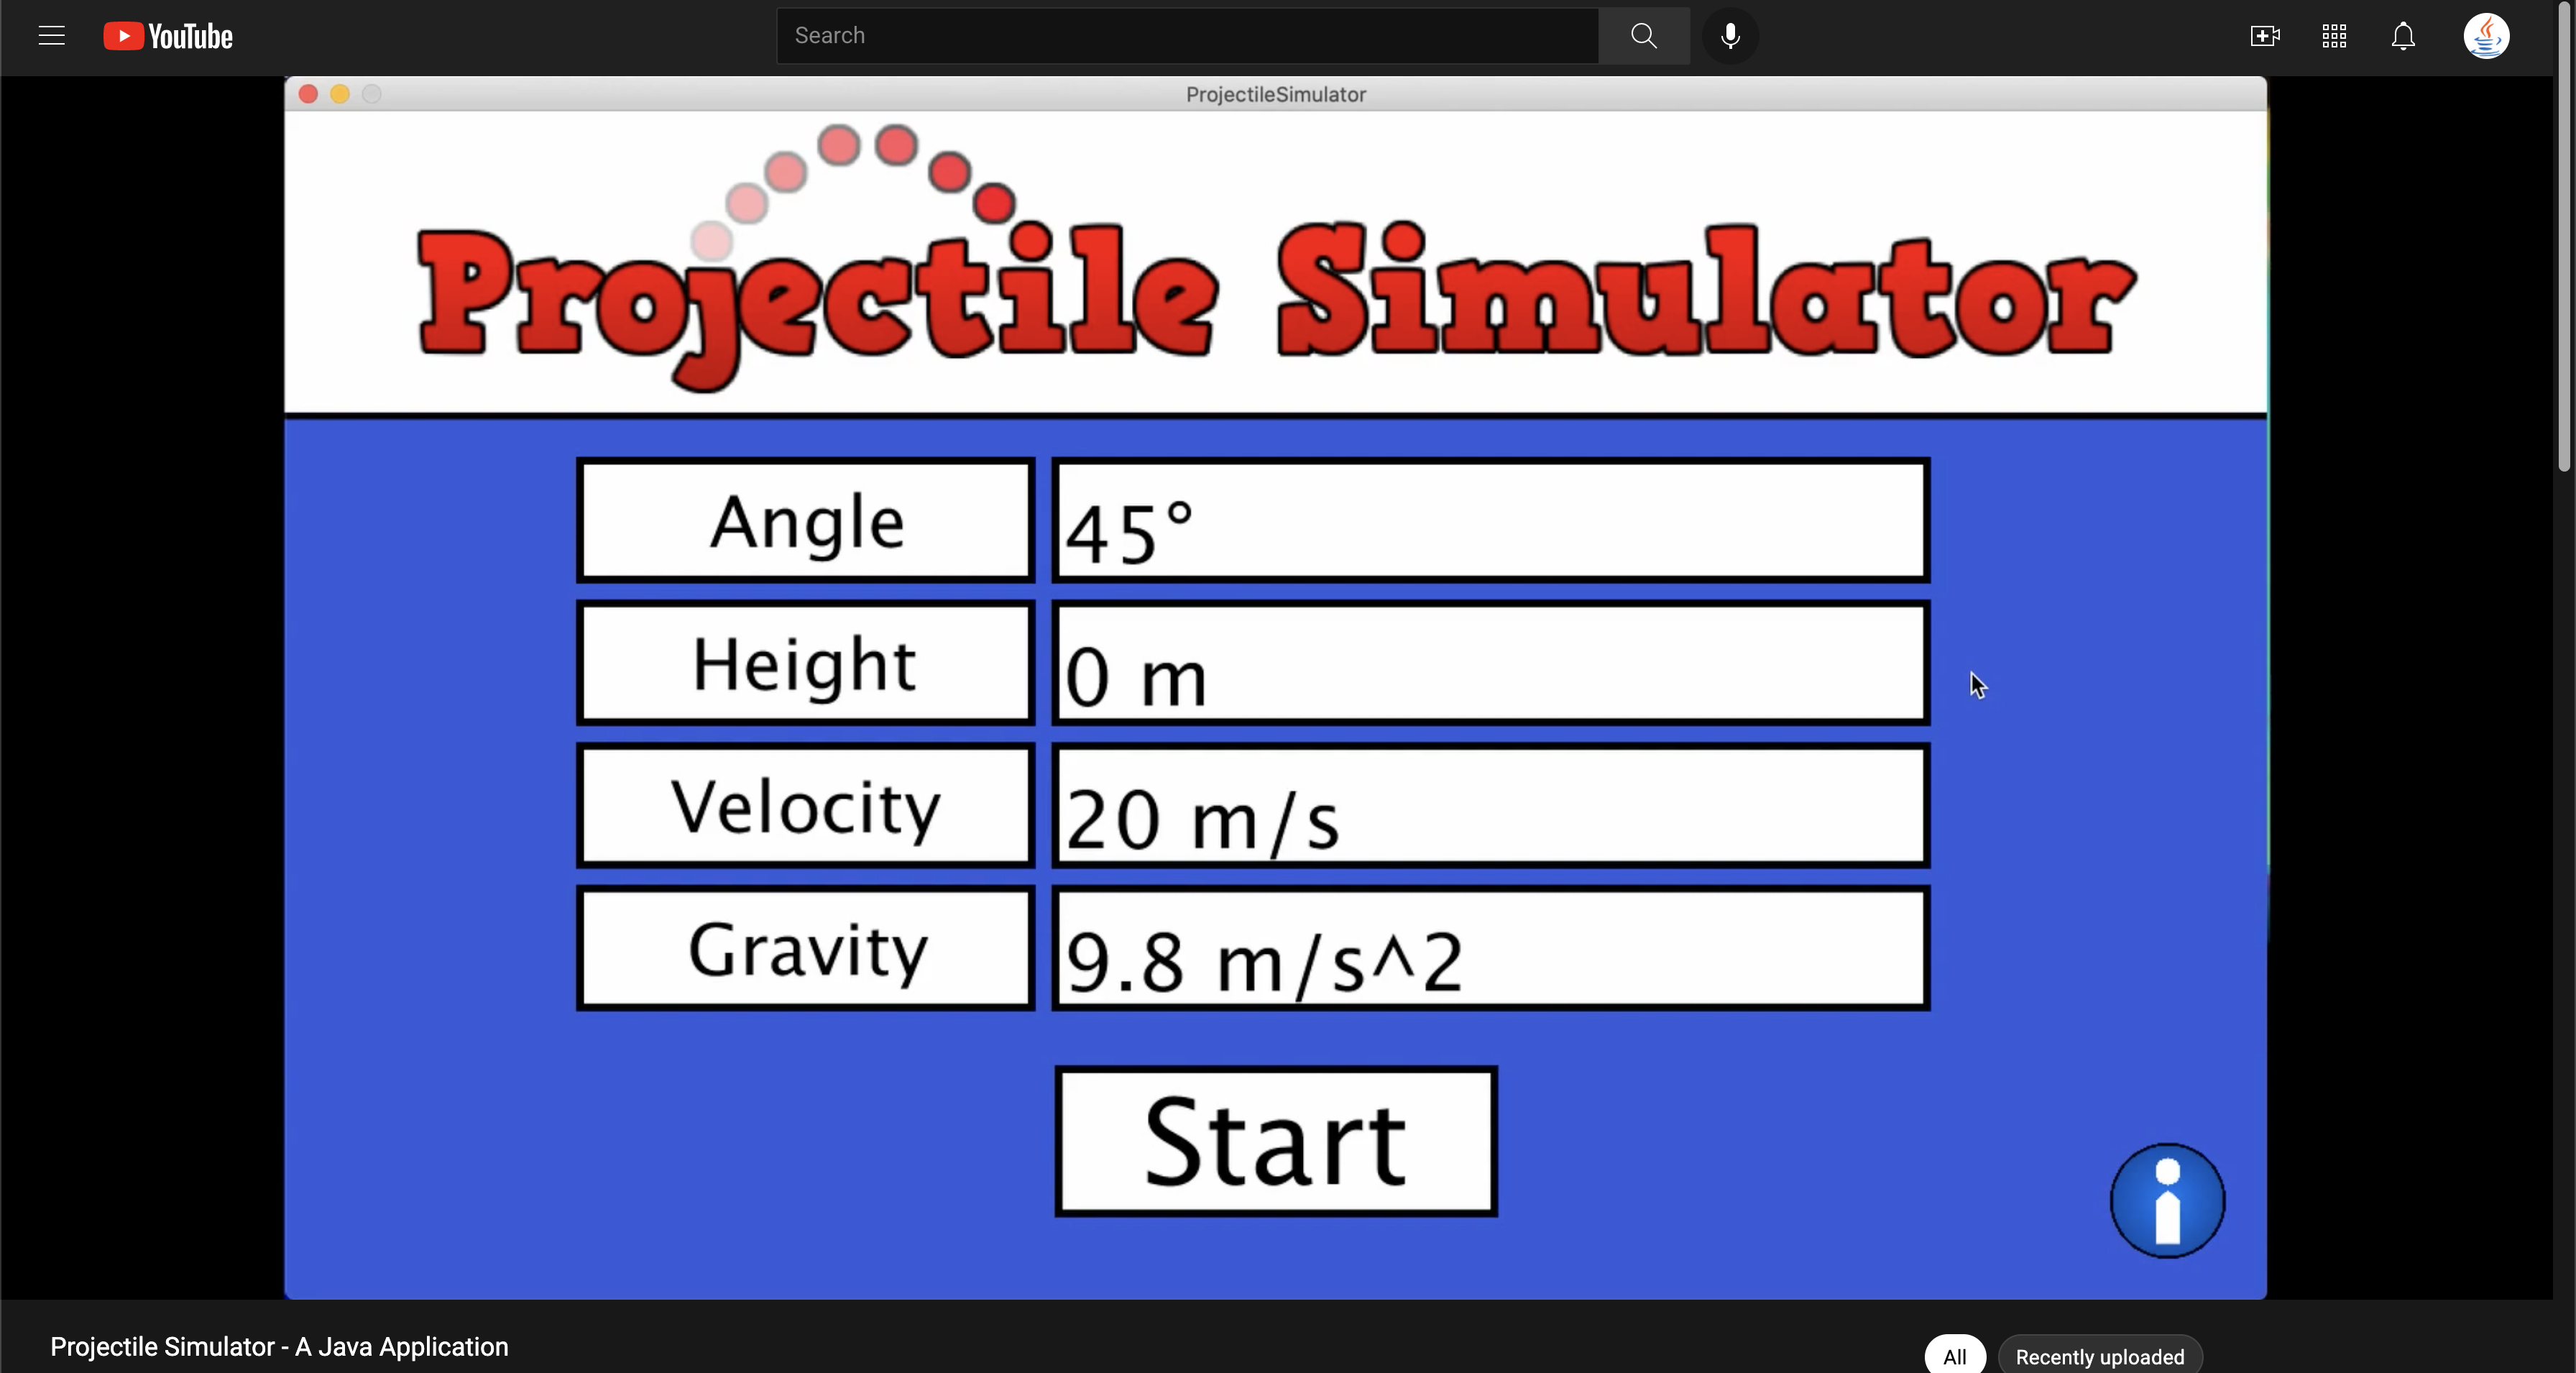 YouTube
Search
ProjectileSimulator
Projectile Simulator
Angle
45°
Height
0 m
Velocity
20 m/s
Gravity
9.8 m/s^2
Start
i
Projectile Simulator - A Java Application
All
Recently uploaded